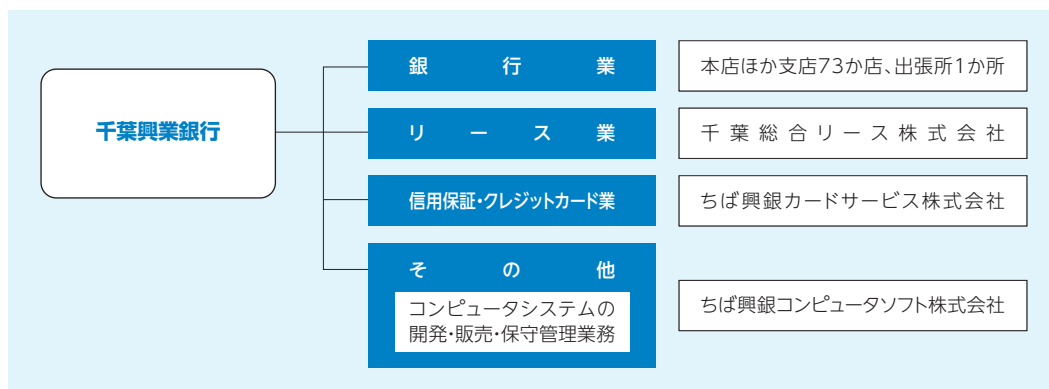 千葉興業銀行
銀行業
本店ほか支店73か店、出張所1か所
リース業
千葉総合リース株式会社
信用保証・クレジットカード業
ちば興銀カードサービス株式会社
その他
コンピュータシステムの
開発・販売・保守管理業務
ちば興銀コンピュータソフト株式会社